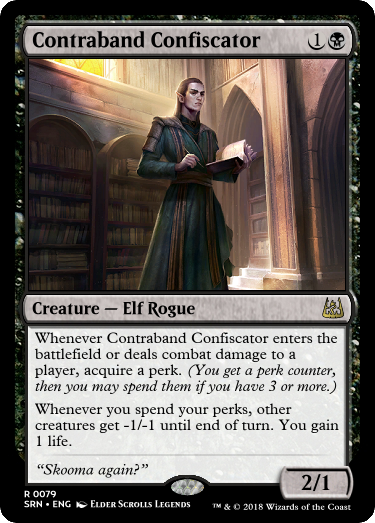 Contraband Confiscator 1
Creature — Elf Rogue
Whenever Contraband Confiscator enters the
battlefield or deals combat damage to a
player, acquire a perk. (You get a perk counter,
then you may spend them if you have 3 or more.)
Whenever you spend your perks, other
creatures get -1/-1 until end of turn. You gain
1 life.
“Skooma again?”
2/1
R 0079
SRN • ENG Elder Scrolls Legends
™ & © 2018 Wizards of the Coast